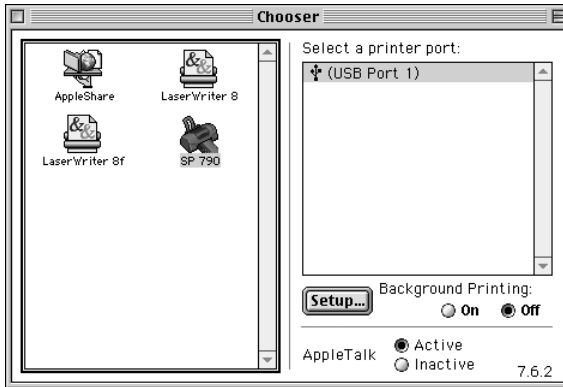 Chooser
AppleShare
LaserWriter 8
LaserWriter 8f
SP 790
Select a printer port:
(USB Port 1)
Setup...
Background Printing:
On Off
AppleTalk
Active
Inactive
7.6.2